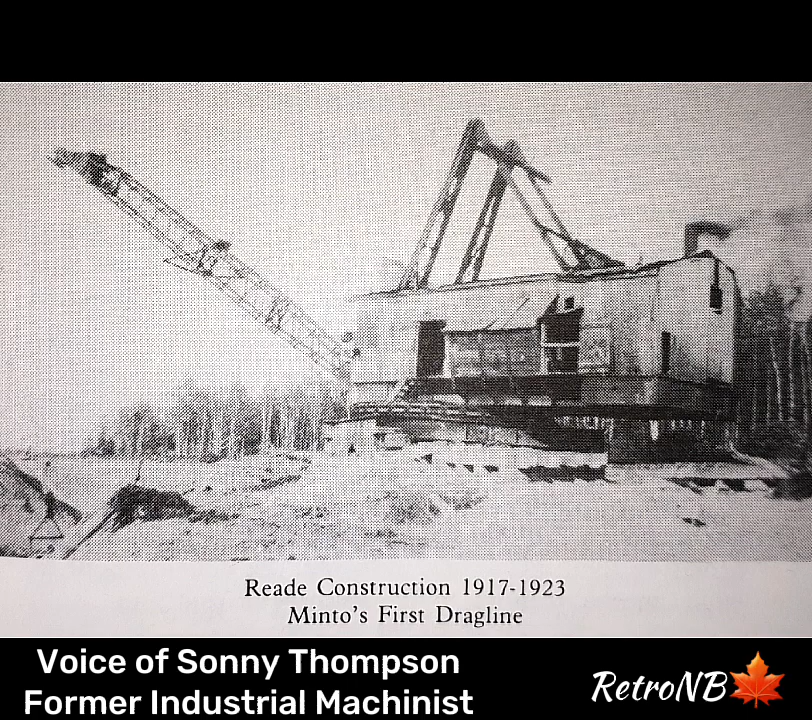 Reade Construction 1917-1923
Minto's First Dragline
Voice of Sonny Thompson
Former Industrial Machinist
RetroNB